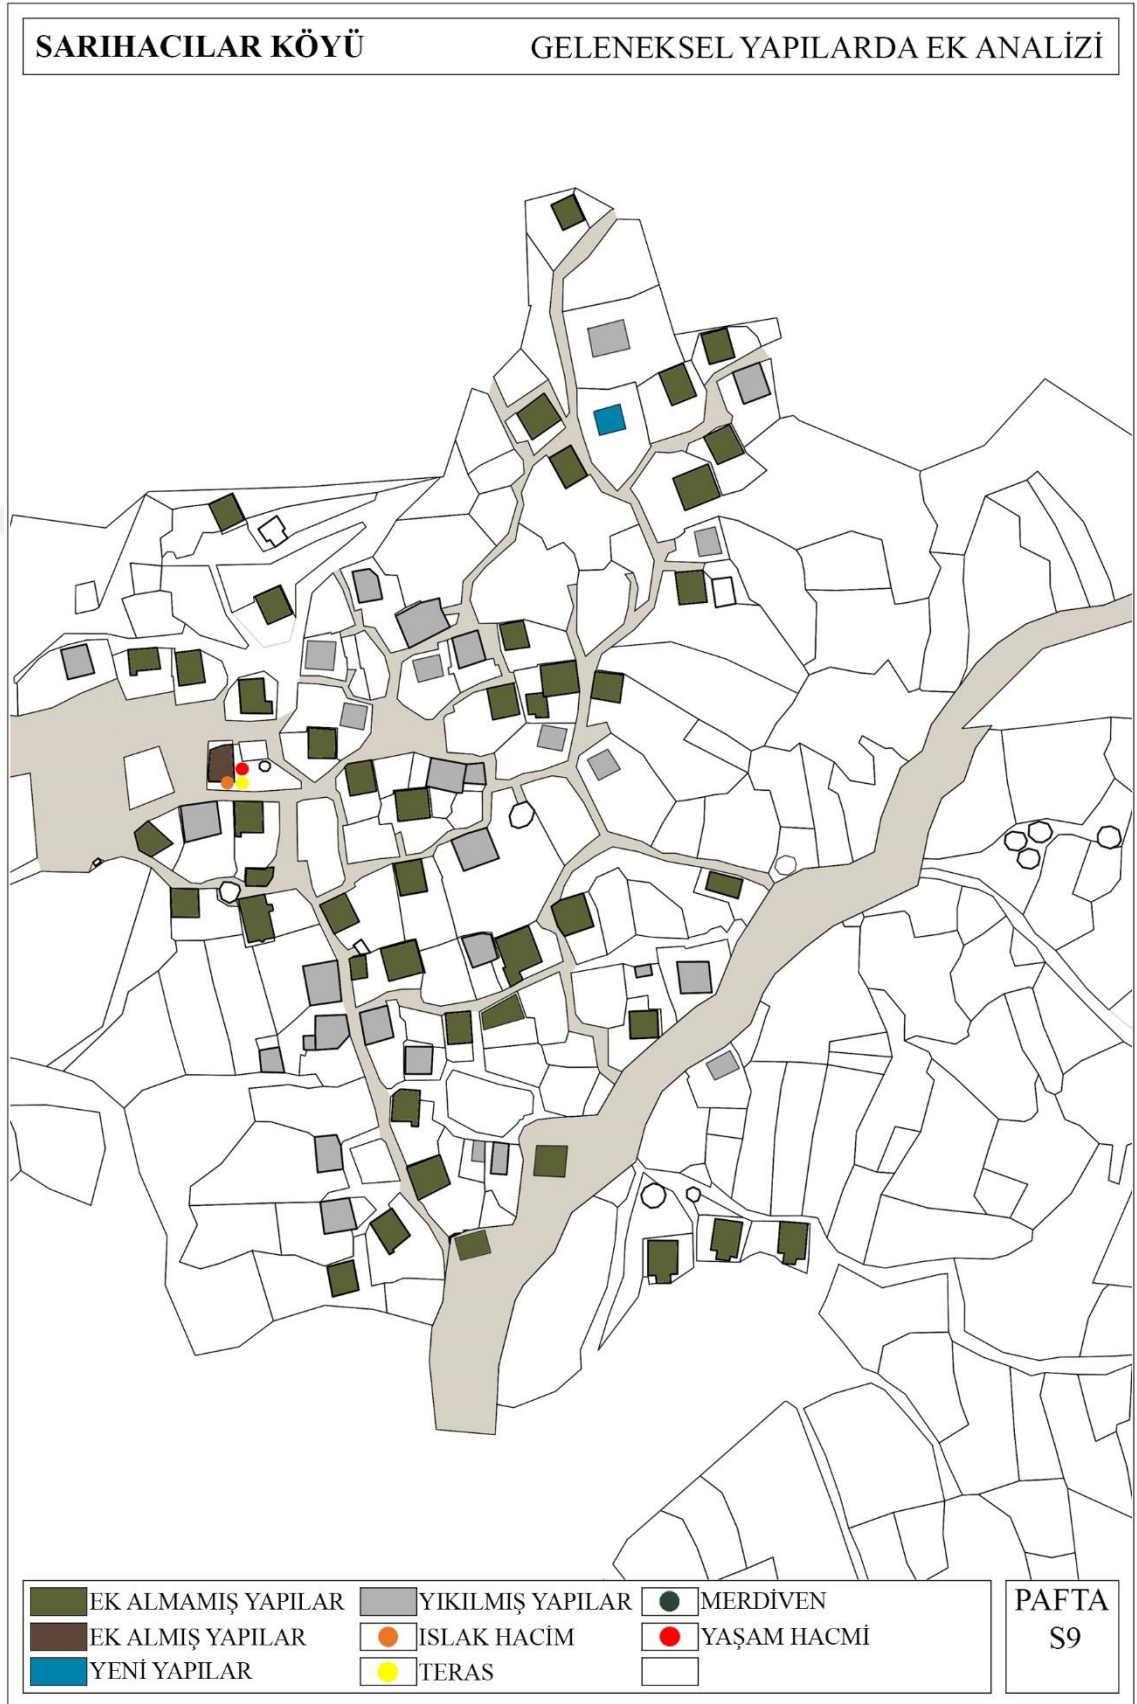 SARIHACILAR KÖYÜ GELENEKSEL YAPILARDA EK ANALİZİ
EK ALMAMIŞ YAPILAR YIKILMIŞ YAPILAR MERDİVEN
EK ALMIŞ YAPILAR ISLAK HACİM YAŞAM HACMİ
YENİ YAPILAR TERAS
PAFTA
S9